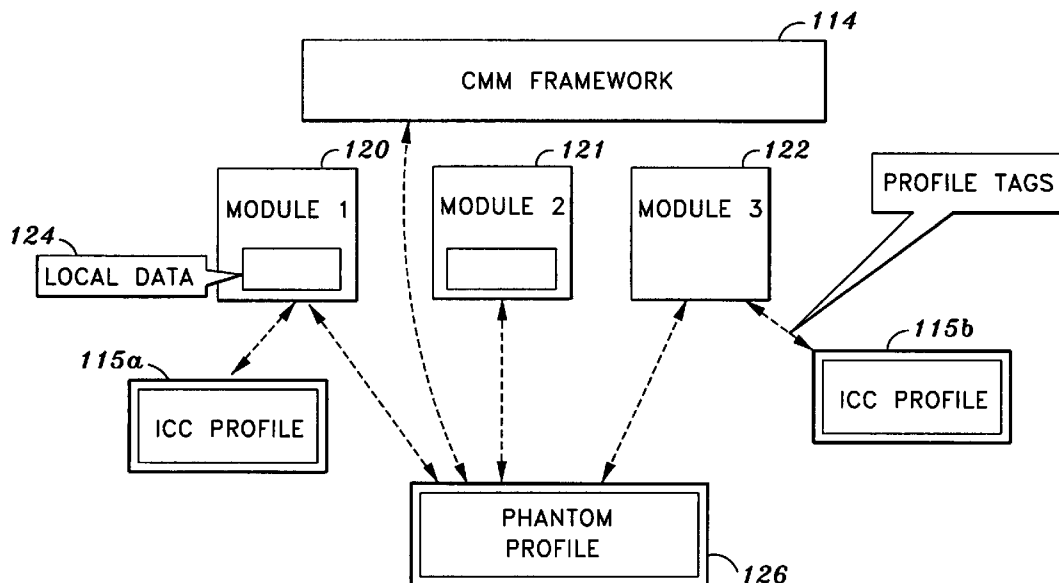 114
CMM FRAMEWORK
120
121
122
MODULE 1
MODULE 2
MODULE 3
PROFILE TAGS
124
LOCAL DATA
115a
ICC PROFILE
115b
ICC PROFILE
PHANTOM
PROFILE
126